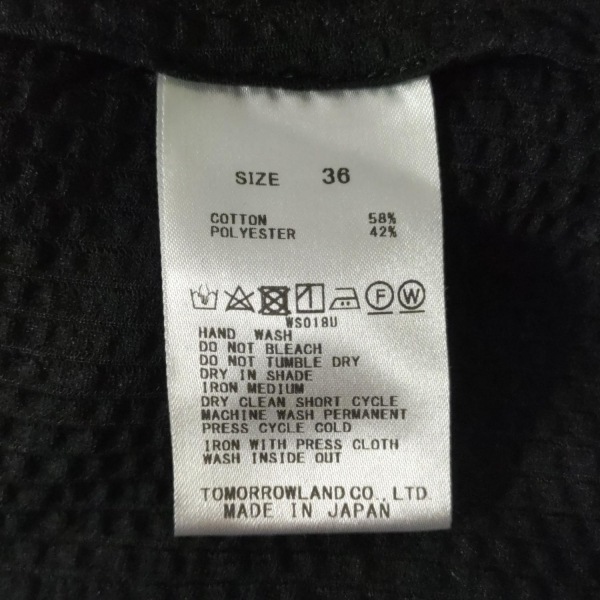 SIZE 36
COTTON 58%
POLYESTER 42%
F W
WS018U
HAND WASH
DO NOT BLEACH
DO NOT TUMBLE DRY
DRY IN SHADE
IRON MEDIUM
DRY CLEAN SHORT CYCLE
MACHINE WASH PERMANENT
PRESS CYCLE COLD
IRON WITH PRESS CLOTH
WASH INSIDE OUT
TOMORROWLAND CO., LTD.
MADE IN JAPAN